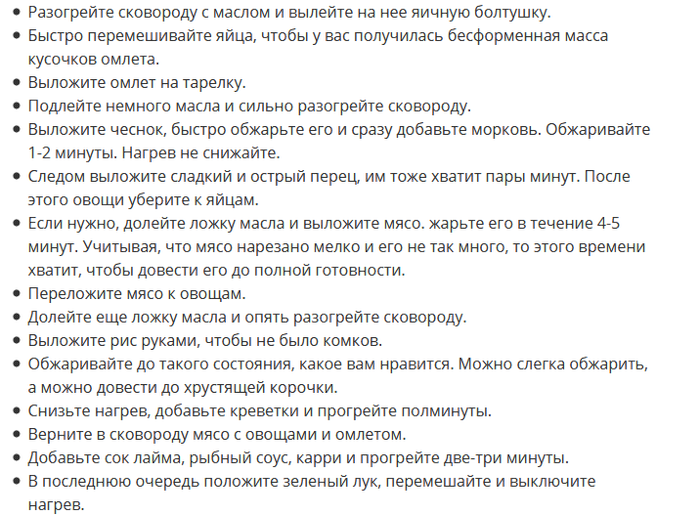 • Разогрейте сковороду с маслом и вылейте на нее яичную болтушку.
• Быстро перемешивайте яйца, чтобы у вас получилась бесформенная масса
кусочков омлета.
• Выложите омлет на тарелку.
• Подлейте немного масла и сильно разогрейте сковороду.
• Выложите чеснок, быстро обжарьте его и сразу добавьте морковь. Обжаривайте
1-2 минуты. Нагрев не снижайте.
• Следом выложите сладкий и острый перец, им тоже хватит пары минут. После
этого овощи уберите к яйцам.
• Если нужно, долейте ложку масла и выложите мясо. жарьте его в течение 4-5
минут. Учитывая, что мясо нарезано мелко и его не так много, то этого времени
хватит, чтобы довести его до полной готовности.
• Переложите мясо к овощам.
• Долейте еще ложку масла и опять разогрейте сковороду.
• Выложите рис руками, чтобы не было комков.
• Обжаривайте до такого состояния, какое вам нравится. Можно слегка обжарить,
а можно довести до хрустящей корочки.
• Снизьте нагрев, добавьте креветки и прогрейте полминуты.
• Верните в сковороду мясо с овощами и омлетом.
• Добавьте сок лайма, рыбный соус, карри и прогрейте две-три минуты.
• В последнюю очередь положите зеленый лук, перемешайте и выключите
нагрев.